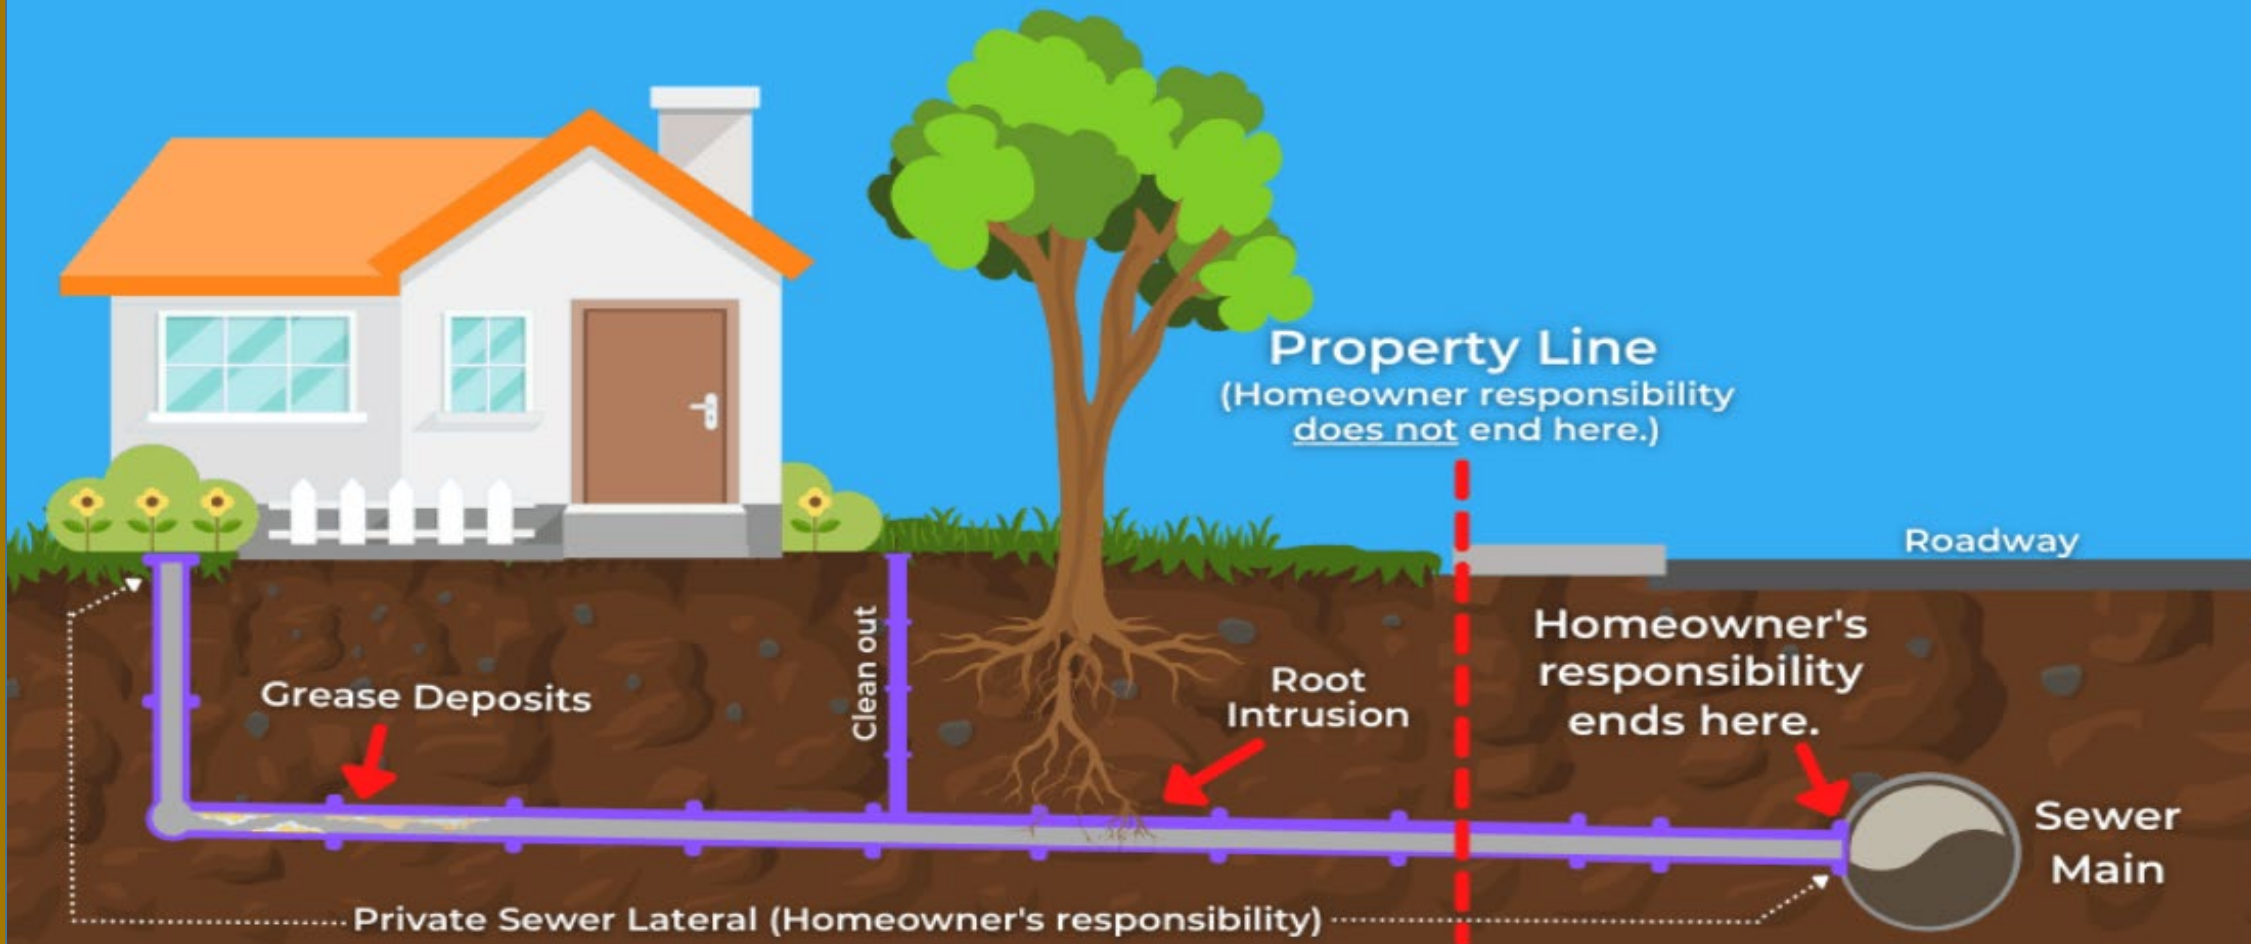 Property Line
(Homeowner responsibility
does not end here.)
Roadway
Clean out
Grease Deposits
Root
Intrusion
Homeowner's
responsibility
ends here.
Sewer
Main
Private Sewer Lateral (Homeowner's responsibility)